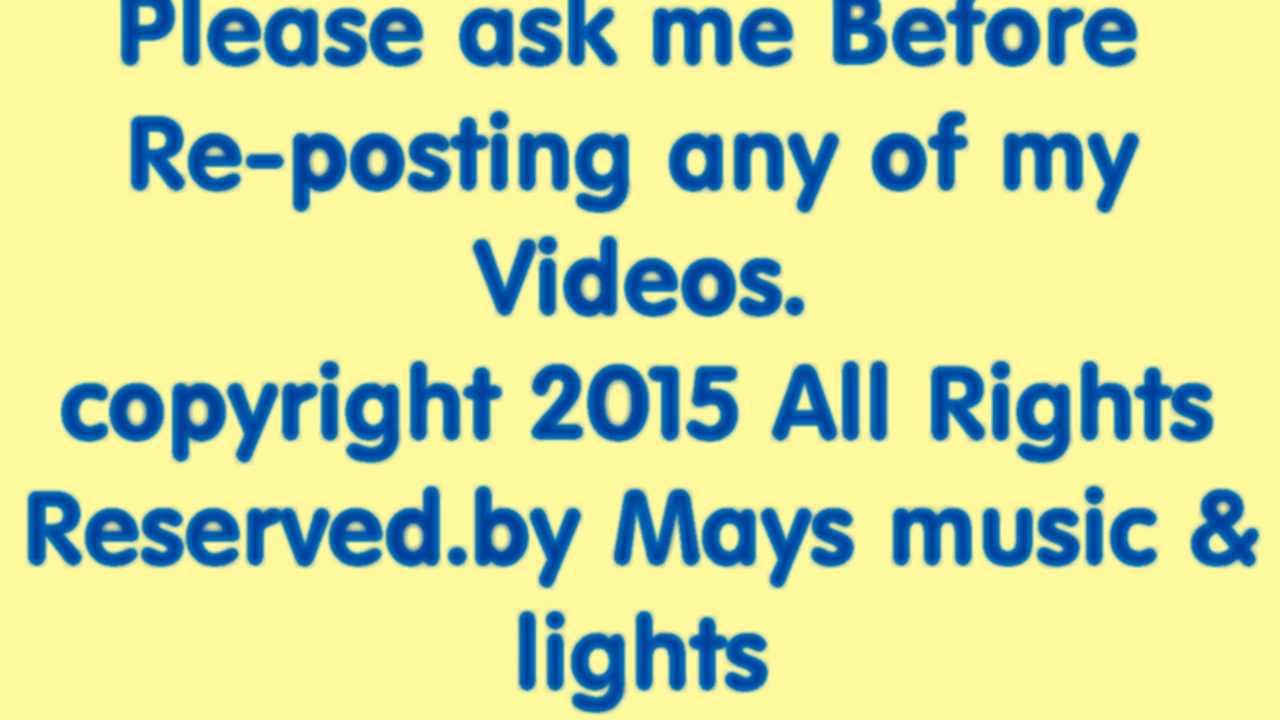 Please ask me Before
Re-posting any of my
Videos.
copyright 2015 All Rights
Reserved.by Mays music &
lights